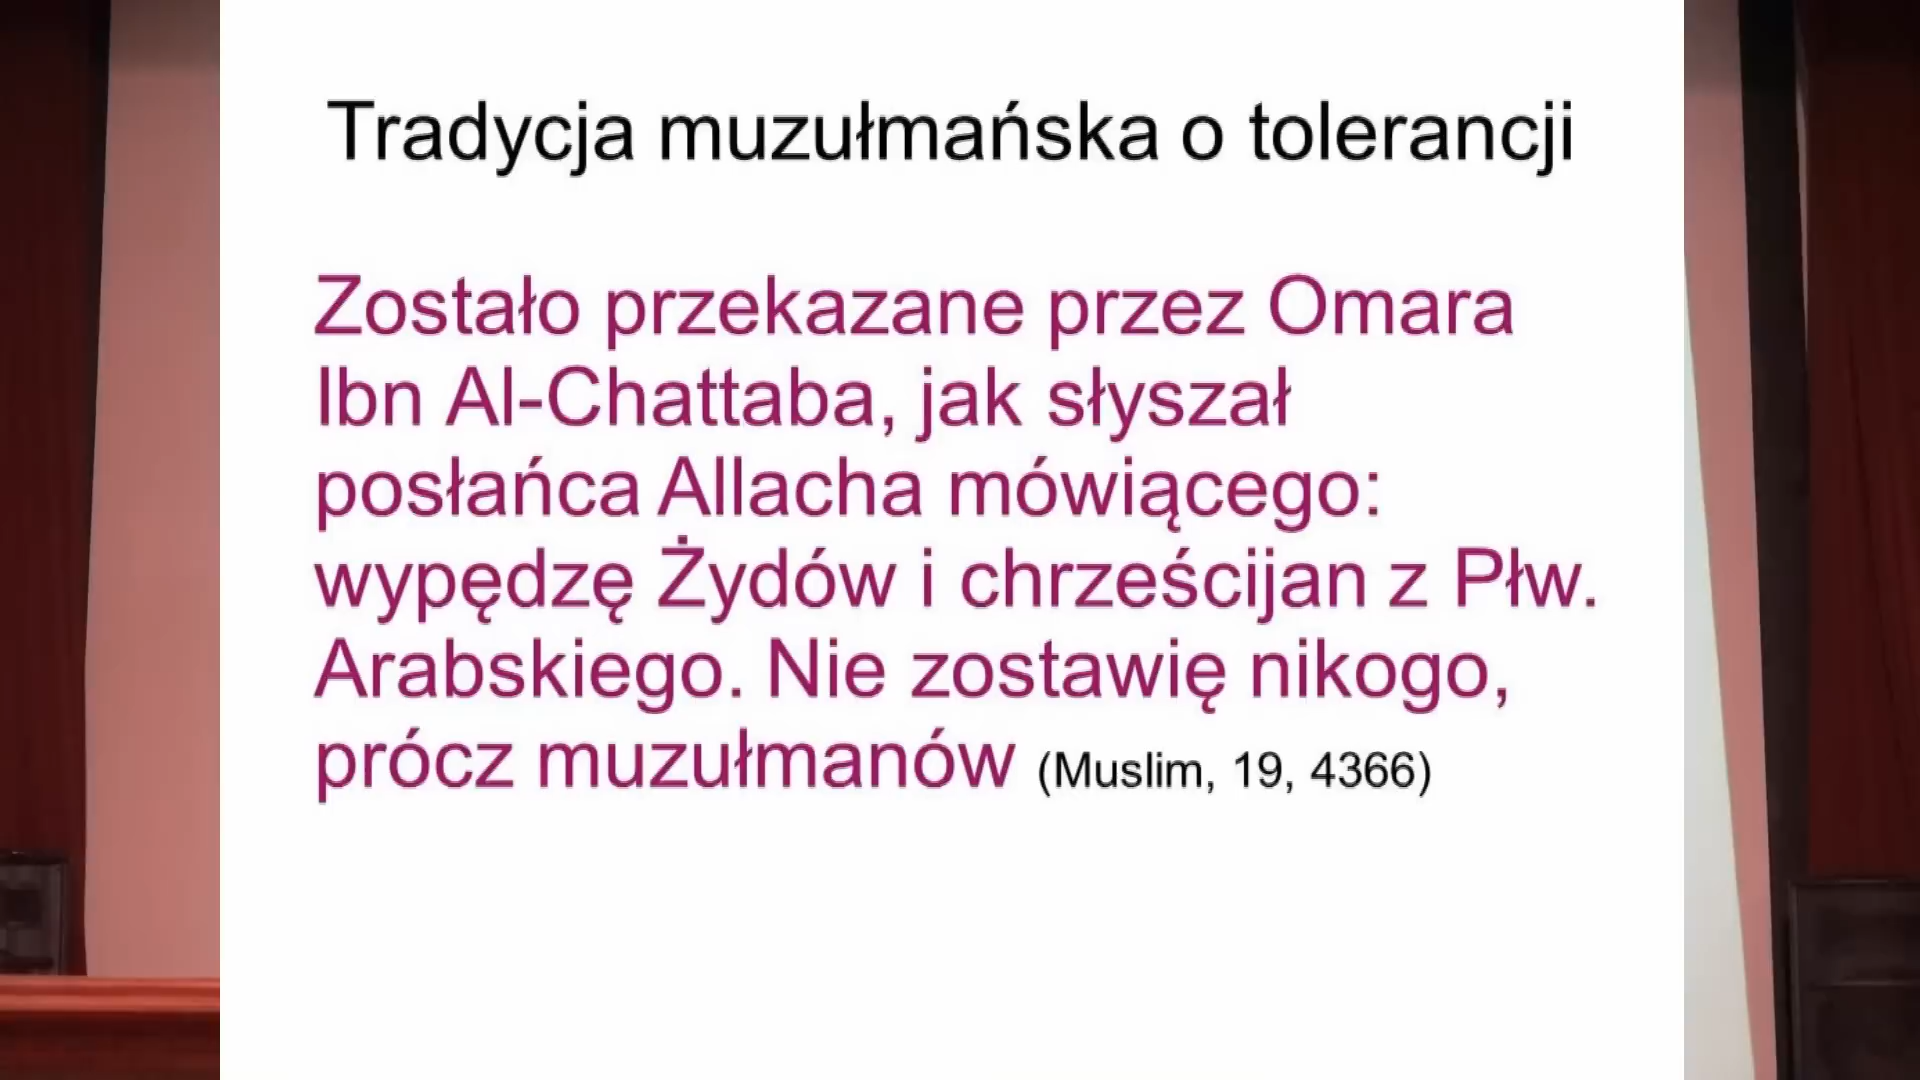 Tradycja muzułmańska o tolerancji
Zostało przekazane przez Omara
Ibn Al-Chattaba, jak słyszał
posłańca Allacha mówiącego:
wypędzę Żydów i chrześcijan z Płw.
Arabskiego. Nie zostawię nikogo,
prócz muzułmanów (Muslim, 19, 4366)